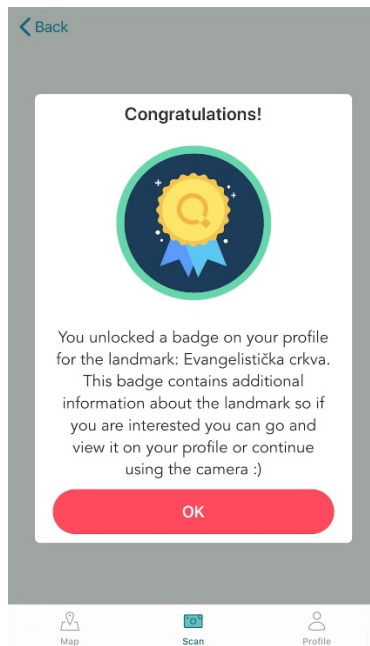 Back
Congratulations!
You unlocked a badge on your profile
for the landmark: Evangelistička crkva.
This badge contains additional
information about the landmark so if
you are interested you can go and
view it on your profile or continue
using the camera :)
OK
Map Scan Profile